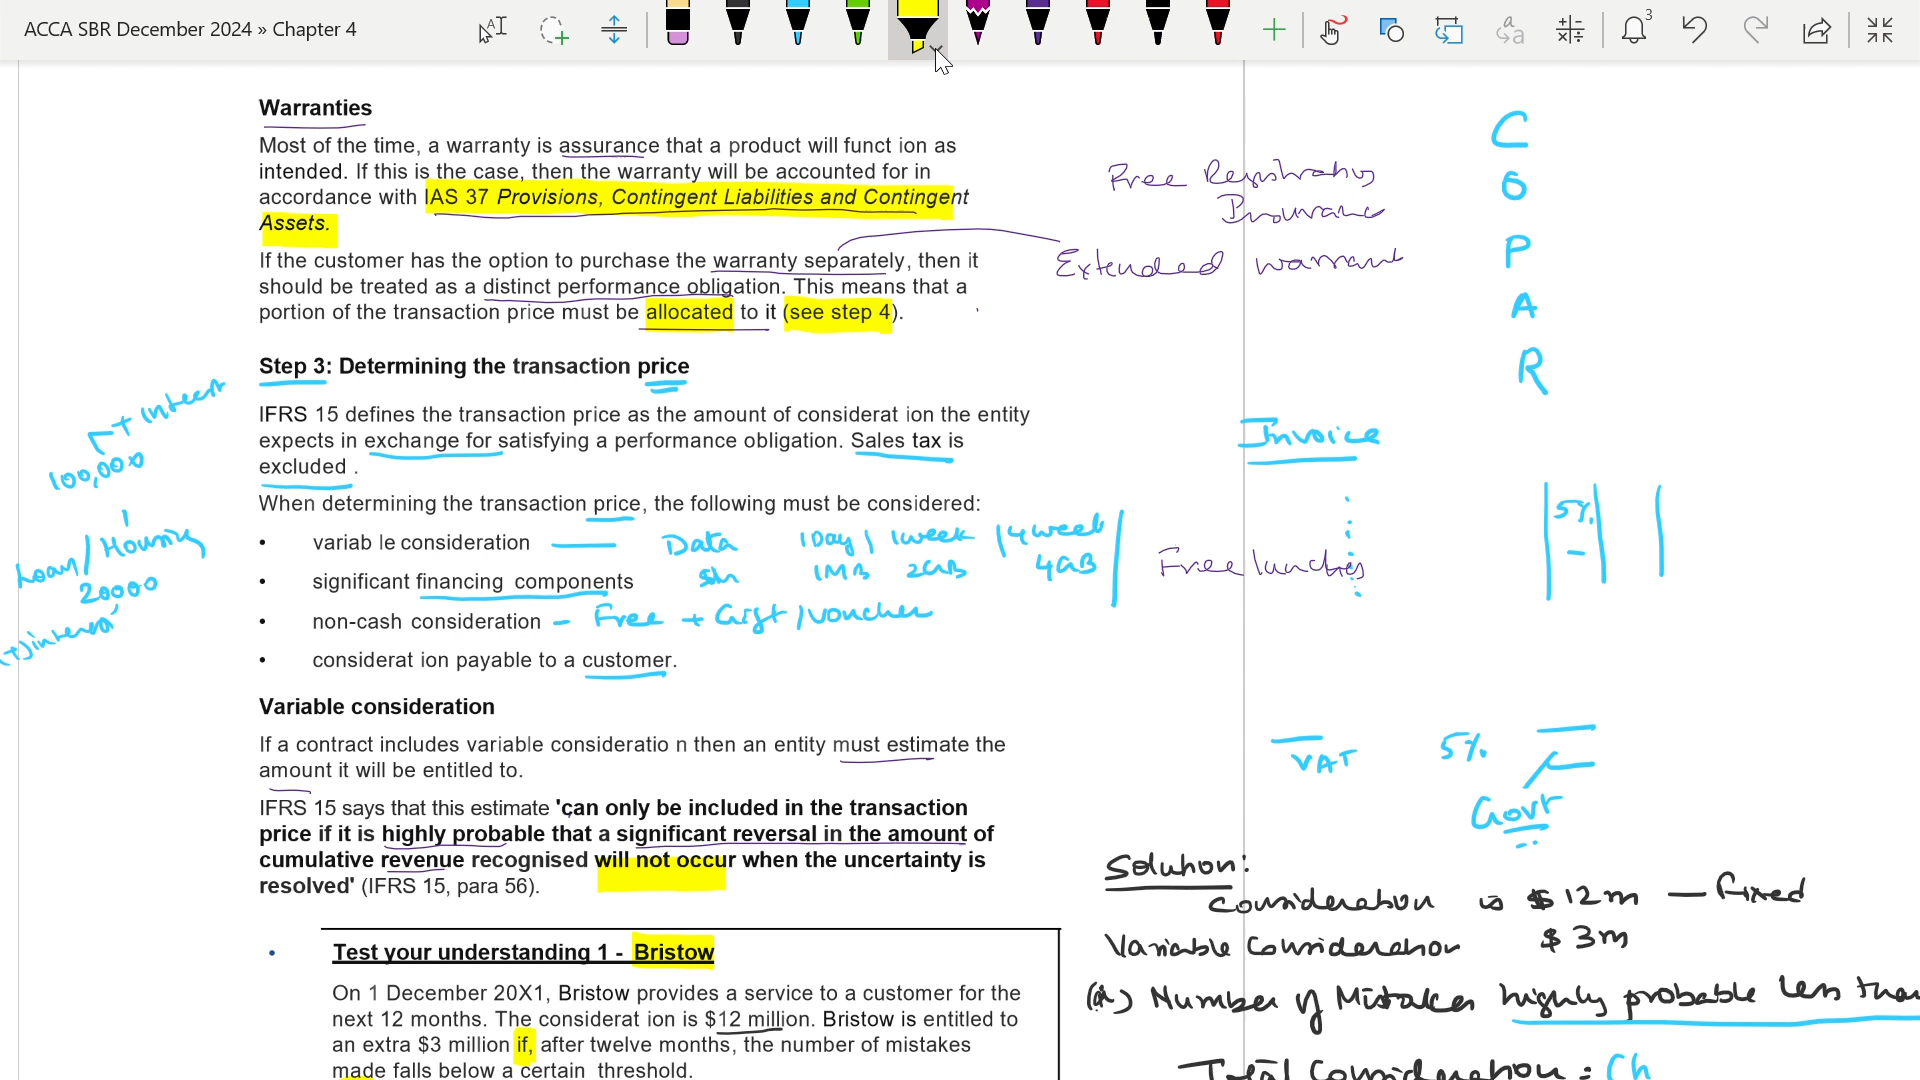 ACCA SBR December 2024 » Chapter 4
3
Warranties
Most of the time, a warranty is assurance that a product will funct ion as
intended. If this is the case, then the warranty will be accounted for in
accordance with IAS 37 Provisions, Contingent Liabilities and Contingent
Assets.
If the customer has the option to purchase the warranty separately, then it
should be treated as a distinct performance obligation. This means that a
portion of the transaction price must be allocated to it (see step 4).
Free Registration
Insurance
Extended warrant
C
O
P
A
R
Step 3: Determining the transaction price
IFRS 15 defines the transaction price as the amount of considerat ion the entity
expects in exchange for satisfying a performance obligation. Sales tax is
excluded .
When determining the transaction price, the following must be considered:
• variab le consideration
• significant financing components
• non-cash consideration - Free + Gift / voucher
• considerat ion payable to a customer.
Data 1Day / 1week / 4week
1MB 2GB 4GB
+ Interest
100,000
Loan / Housing
20000
(+) interest
Invoice
Free lunches
5%
Variable consideration
If a contract includes variable consideratio n then an entity must estimate the
amount it will be entitled to.
IFRS 15 says that this estimate 'can only be included in the transaction
price if it is highly probable that a significant reversal in the amount of
cumulative revenue recognised will not occur when the uncertainty is
resolved' (IFRS 15, para 56).
VAT 5%
Govt
Solution:
Consideration is $ 12m — Fixed
Variable Consideration $ 3m
(a) Number of Mistakes highly probable less than
Total Consideration = Ch
• Test your understanding 1 - Bristow
On 1 December 20X1, Bristow provides a service to a customer for the
next 12 months. The considerat ion is $12 million. Bristow is entitled to
an extra $3 million if, after twelve months, the number of mistakes
made falls below a certain threshold.